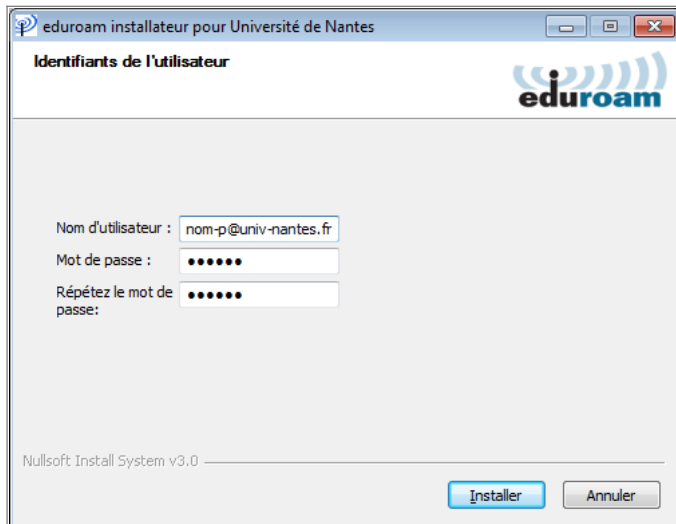 eduroam installateur pour Université de Nantes
Identifiants de l'utilisateur
eduroam
Nom d'utilisateur : nom-p@univ-nantes.fr
Mot de passe : ●●●●●●
Répétez le mot de ●●●●●●
passe:
Nullsoft Install System v3.0
Installer Annuler